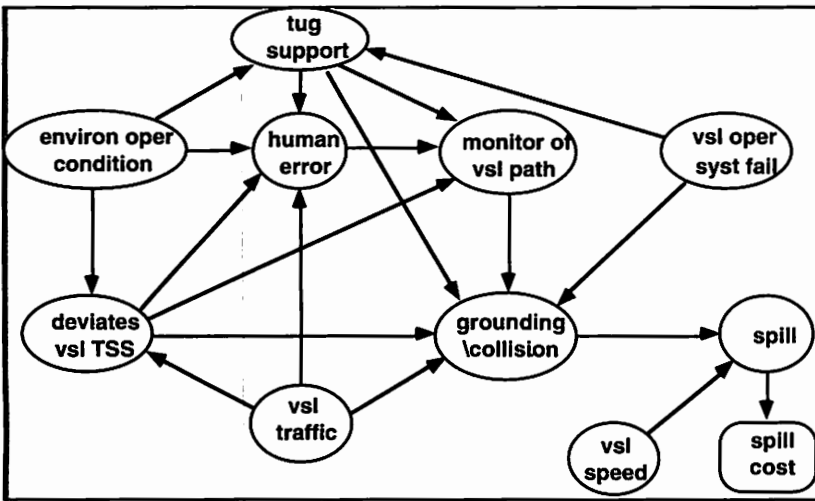 tug
support
environ oper
condition
human
error
monitor of
vsl path
vsl oper
syst fail
deviates
vsl TSS
grounding
\collision
spill
vsl
traffic
vsl
speed
spill
cost